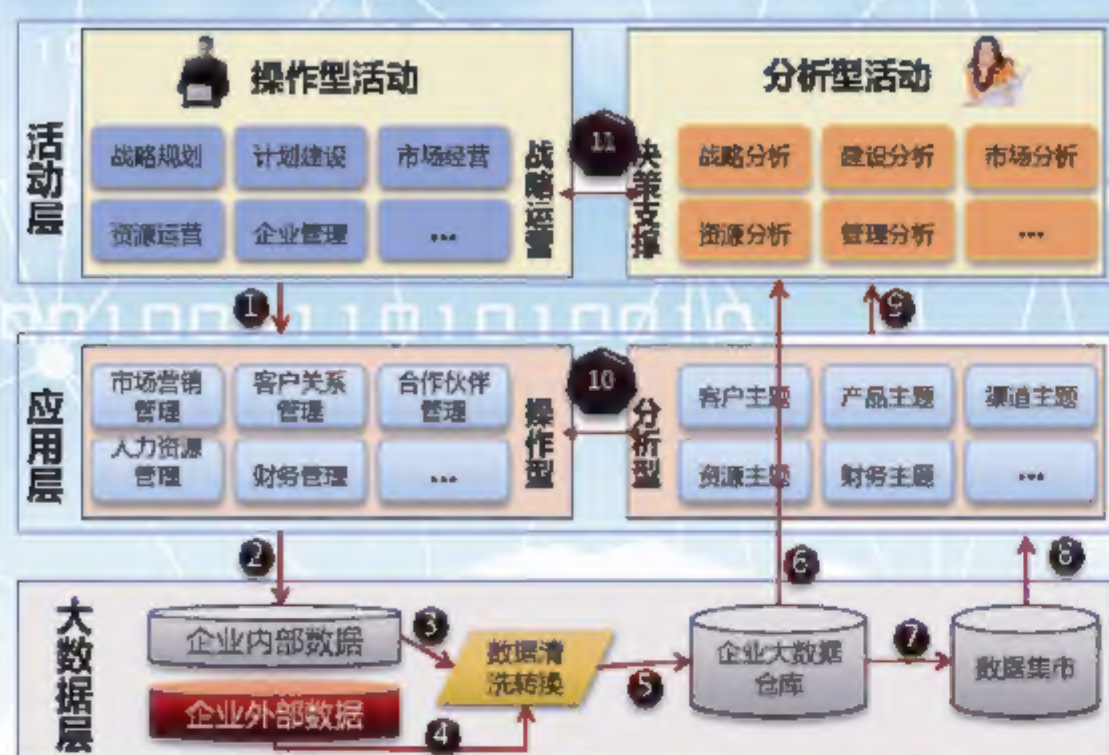 操作型活动
分析型活动
活动层
战略规划
计划建设
市场经营
资源运营
企业管理
...
战略运营
11
决策支撑
战略分析
建设分析
市场分析
资源分析
管理分析
...
1
9
应用层
市场营销
管理
客户关系
管理
合作伙伴
管理
人力资源
管理
财务管理
...
操作型
10
分析型
客户主题
产品主题
渠道主题
资源主题
财务主题
...
2
6
8
大数据层
企业内部数据
3
数据清
洗转换
5
企业大数据
仓库
7
数据集市
企业外部数据
4